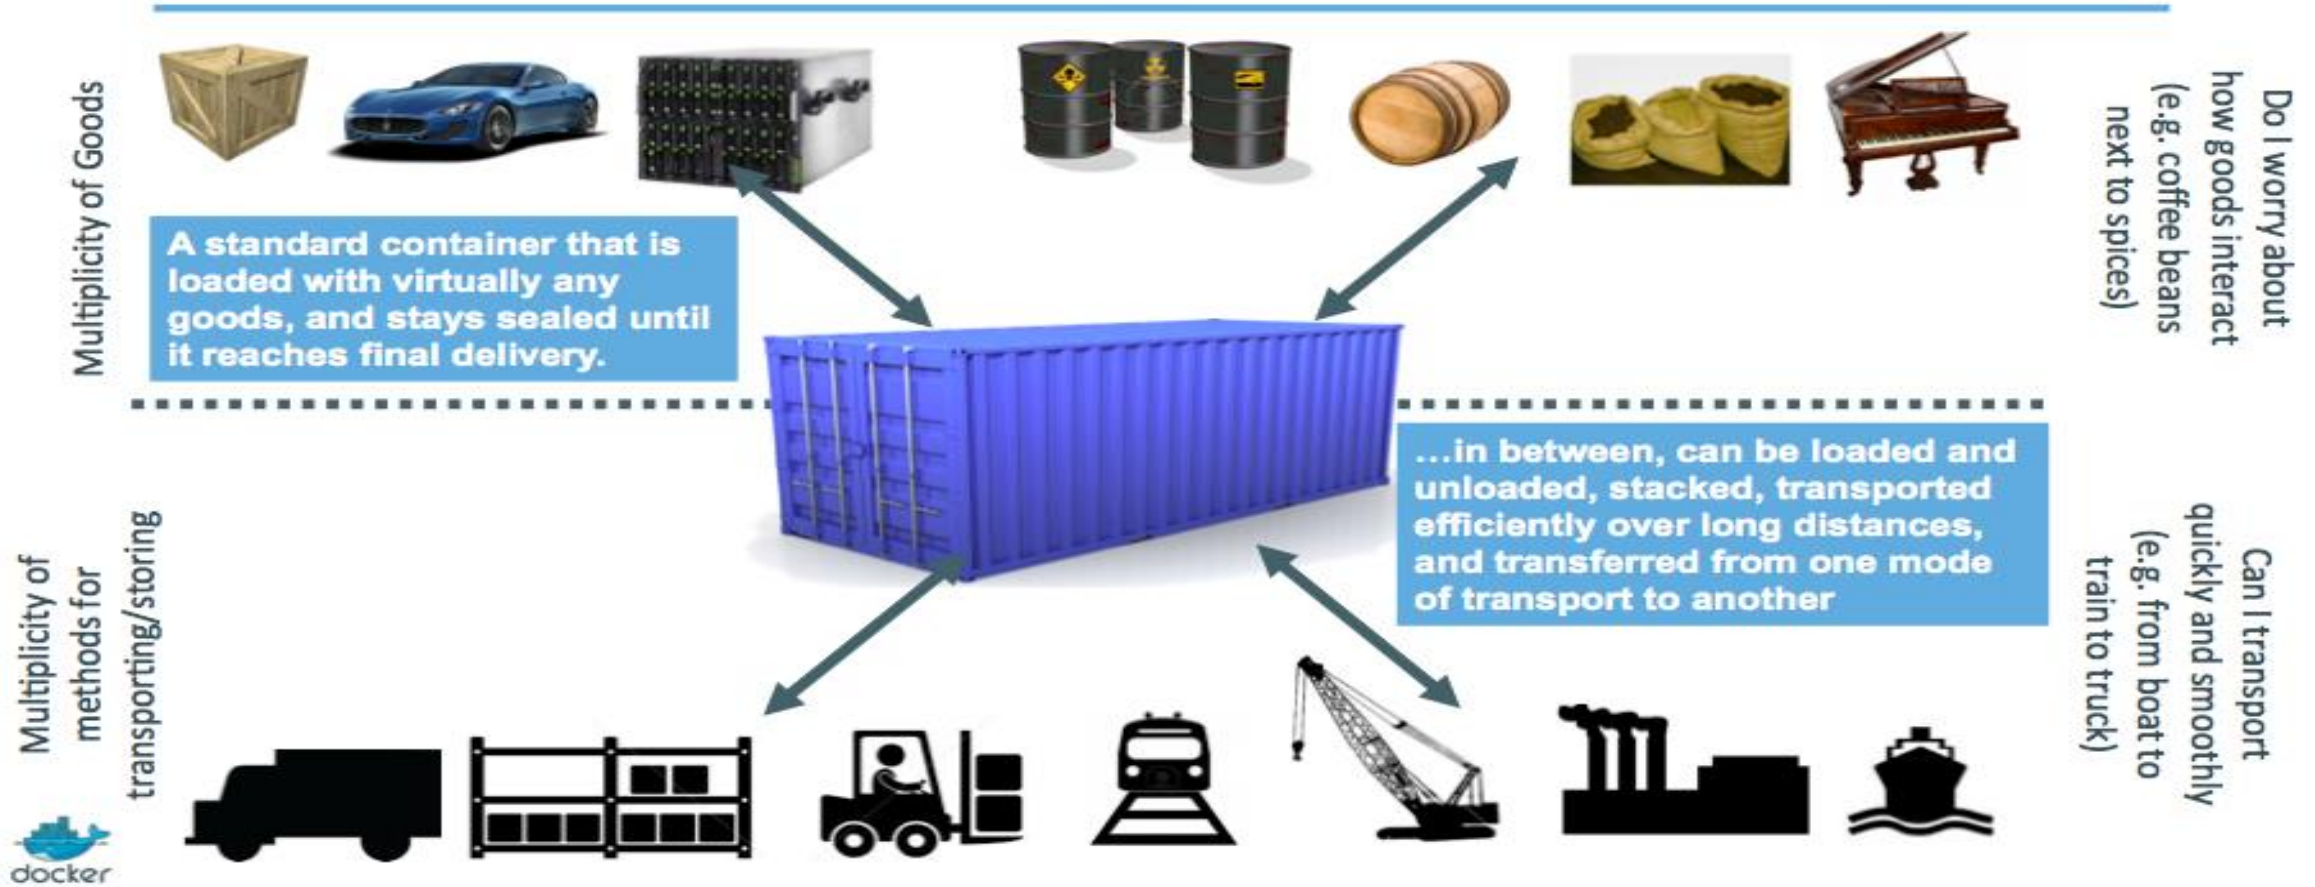 Multiplicity of Goods
A standard container that is
loaded with virtually any
goods, and stays sealed until
it reaches final delivery.
Do I worry about
how goods interact
(e.g. coffee beans
next to spices)
Multiplicity of
methods for
transporting/storing
...in between, can be loaded and
unloaded, stacked, transported
efficiently over long distances,
and transferred from one mode
of transport to another
Can I transport
quickly and smoothly
(e.g. from boat to
train to truck)
docker